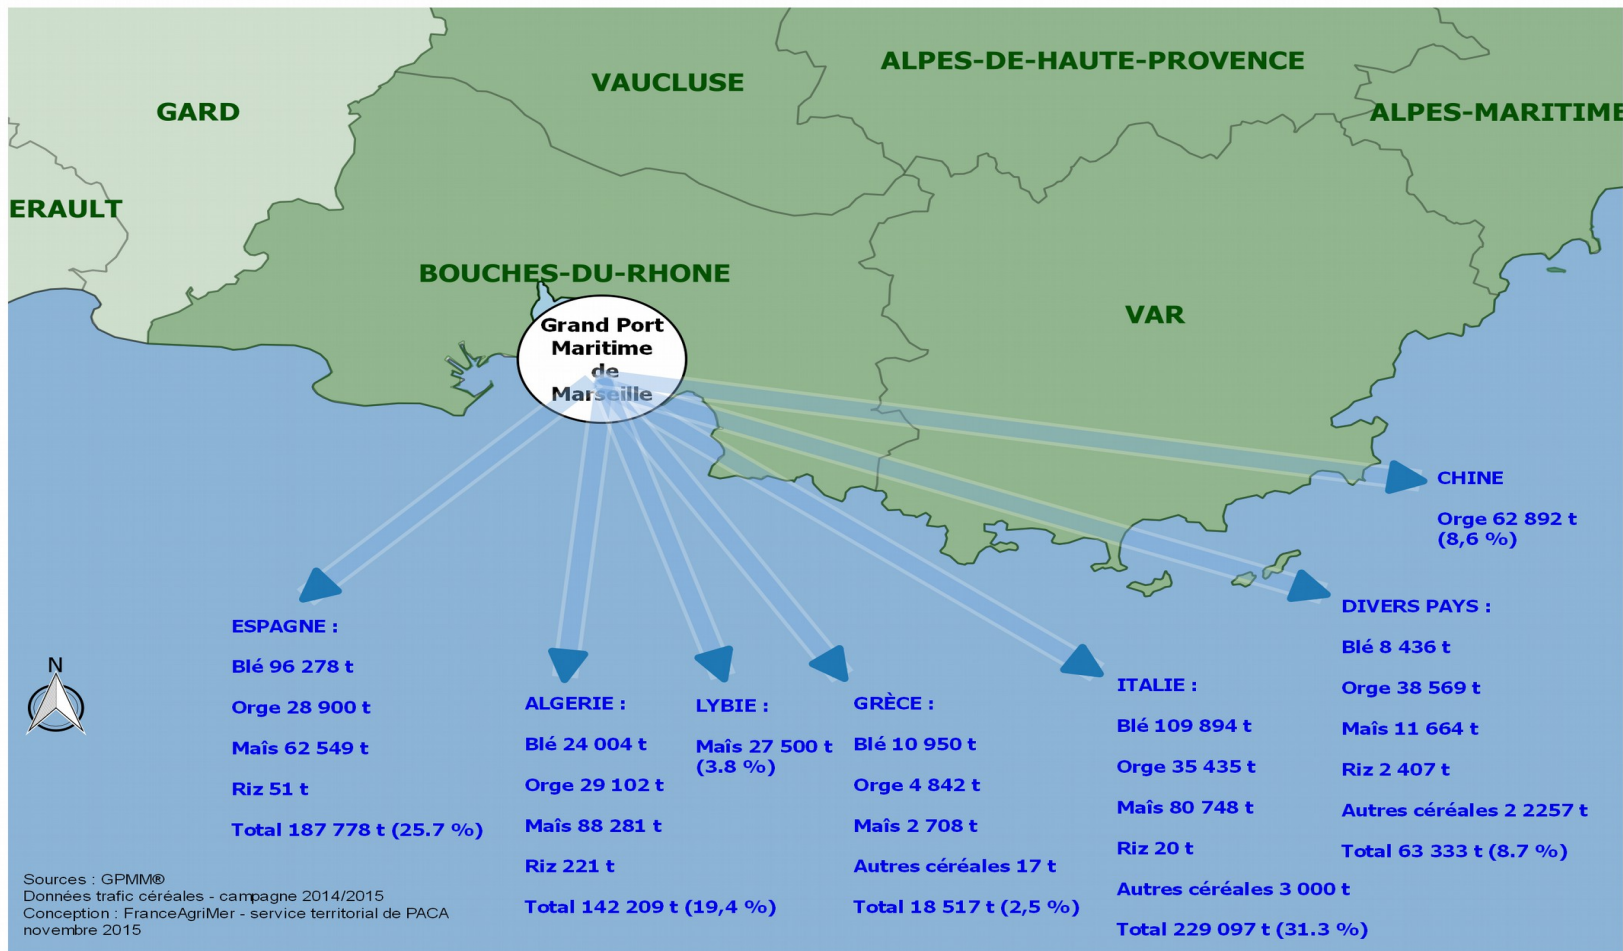 VAUCLUSE
ALPES-DE-HAUTE-PROVENCE
GARD
ALPES-MARITIME
ERAULT
BOUCHES-DU-RHONE
VAR
Grand Port
Maritime
de
Marseille
CHINE
Orge 62 892 t
(8,6 %)
ESPAGNE :
Blé 96 278 t
Orge 28 900 t
Maîs 62 549 t
Riz 51 t
Total 187 778 t (25.7 %)
ALGERIE :
Blé 24 004 t
Orge 29 102 t
Maîs 88 281 t
Riz 221 t
Total 142 209 t (19,4 %)
LYBIE :
Maîs 27 500 t
(3.8 %)
GRÈCE :
Blé 10 950 t
Orge 4 842 t
Maîs 2 708 t
Autres céréales 17 t
Total 18 517 t (2,5 %)
ITALIE :
Blé 109 894 t
Orge 35 435 t
Maîs 80 748 t
Riz 20 t
Autres céréales 3 000 t
Total 229 097 t (31.3 %)
DIVERS PAYS :
Blé 8 436 t
Orge 38 569 t
Maîs 11 664 t
Riz 2 407 t
Autres céréales 2 2257 t
Total 63 333 t (8.7 %)
N
Sources : GPMM®
Données trafic céréales - campagne 2014/2015
Conception : FranceAgriMer - service territorial de PACA
novembre 2015